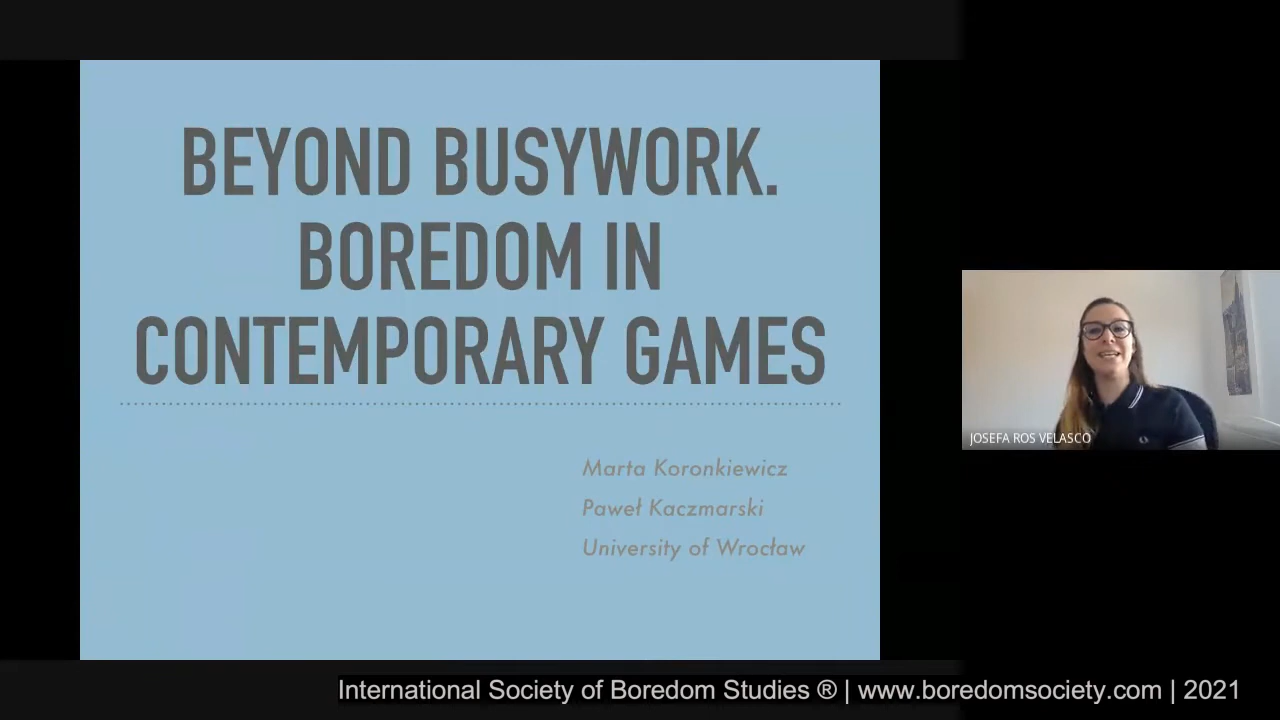 BEYOND BUSYWORK.
BOREDOM IN
CONTEMPORARY GAMES
Marta Koronkiewicz
Paweł Kaczmarski
University of Wrocław
JOSEFA ROS VELASCO
International Society of Boredom Studies ® | www.boredomsociety.com | 2021